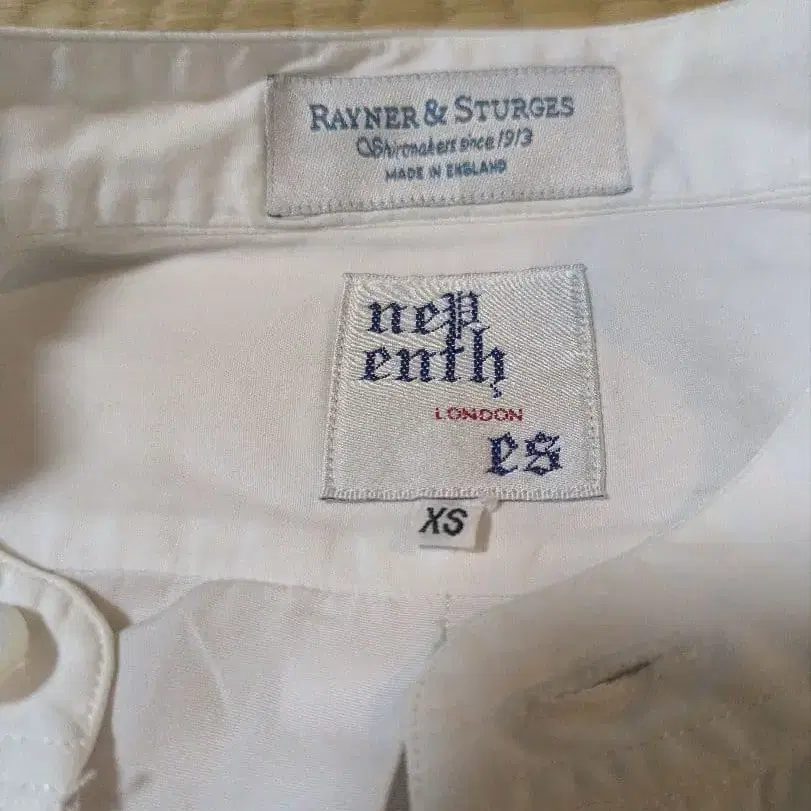 RAYNER & STURGES
Shirtmakers since 1913
MADE IN ENGLAND
nep
enth
LONDON
es
XS